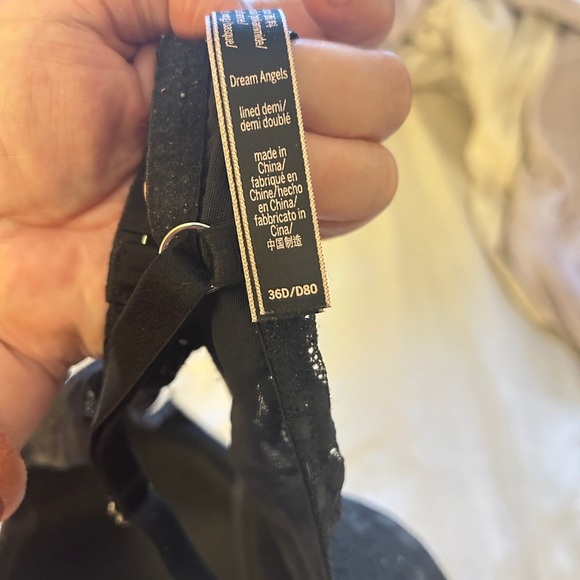 Dream Angels
lined demi/
demi doublé
made in
China/
fabriqué en
Chine/hecho
en China/
fabbricato in
Cina/
中国制造
36D/D80